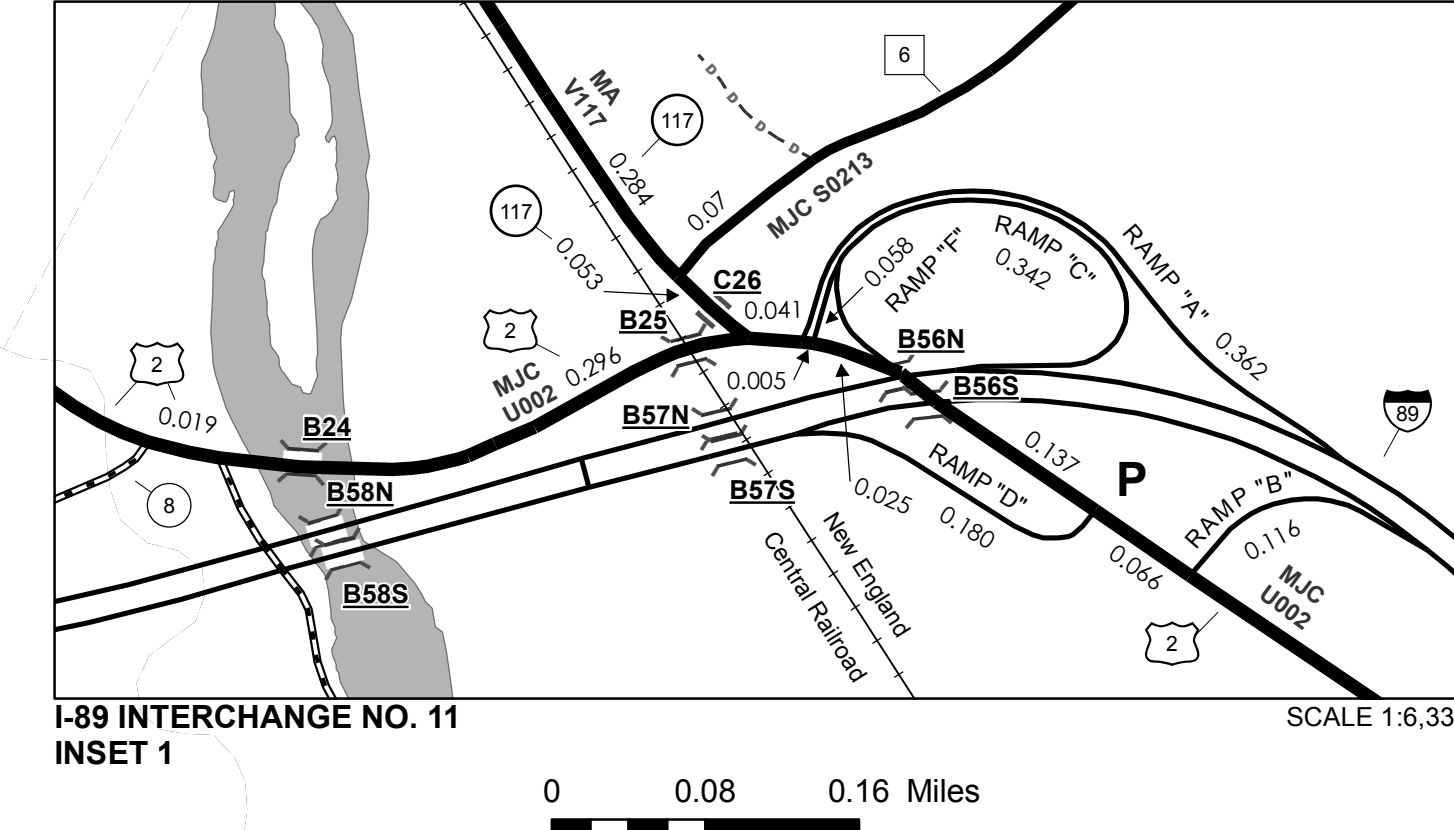 6
MA
V117
117
0.284
D
D
D
D
0.07
MJC S0213
117
0.053
C26
0.041
0.058
RAMP "F"
RAMP "C"
0.342
RAMP "A"
0.362
2
B25
2
MJC
U002
0.296
0.005
B56N
B56S
89
0.019
B24
B57N
0.137
P
RAMP "D"
0.180
RAMP "B"
0.116
8
B58N
B57S
0.025
0.066
MJC
U002
New England
Central Railroad
B58S
2
I-89 INTERCHANGE NO. 11
SCALE 1:6,33
INSET 1
0 0.08 0.16 Miles